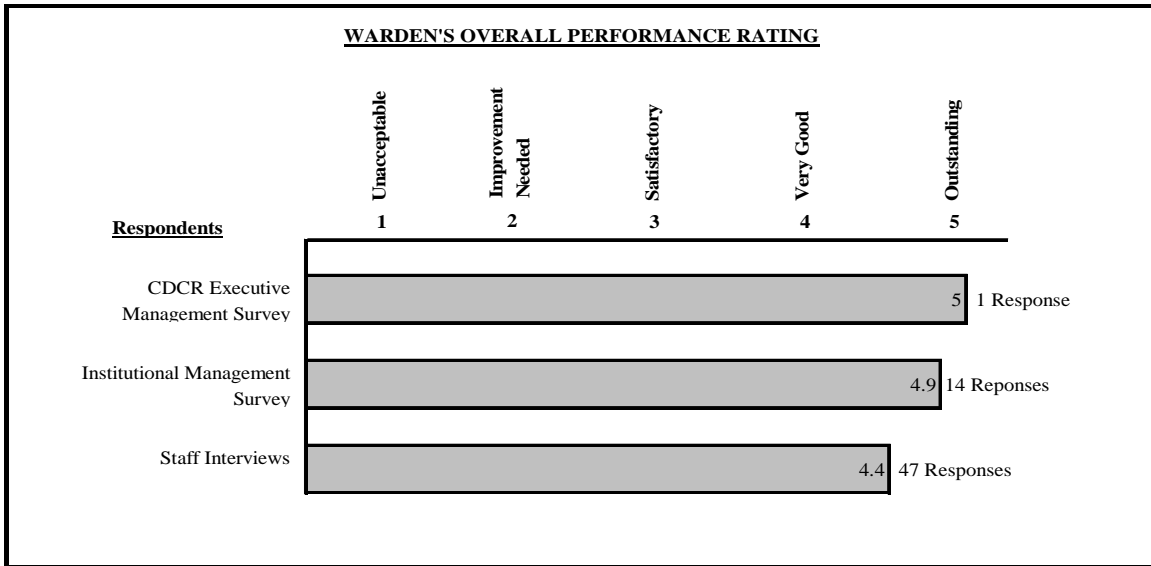 WARDEN'S OVERALL PERFORMANCE RATING
Unacceptable
Improvement
Needed
Satisfactory
Very Good
Outstanding
Respondents
1 2 3 4 5
CDCR Executive
Management Survey
5 1 Response
Institutional Management
Survey
4.9 14 Reponses
Staff Interviews
4.4 47 Responses